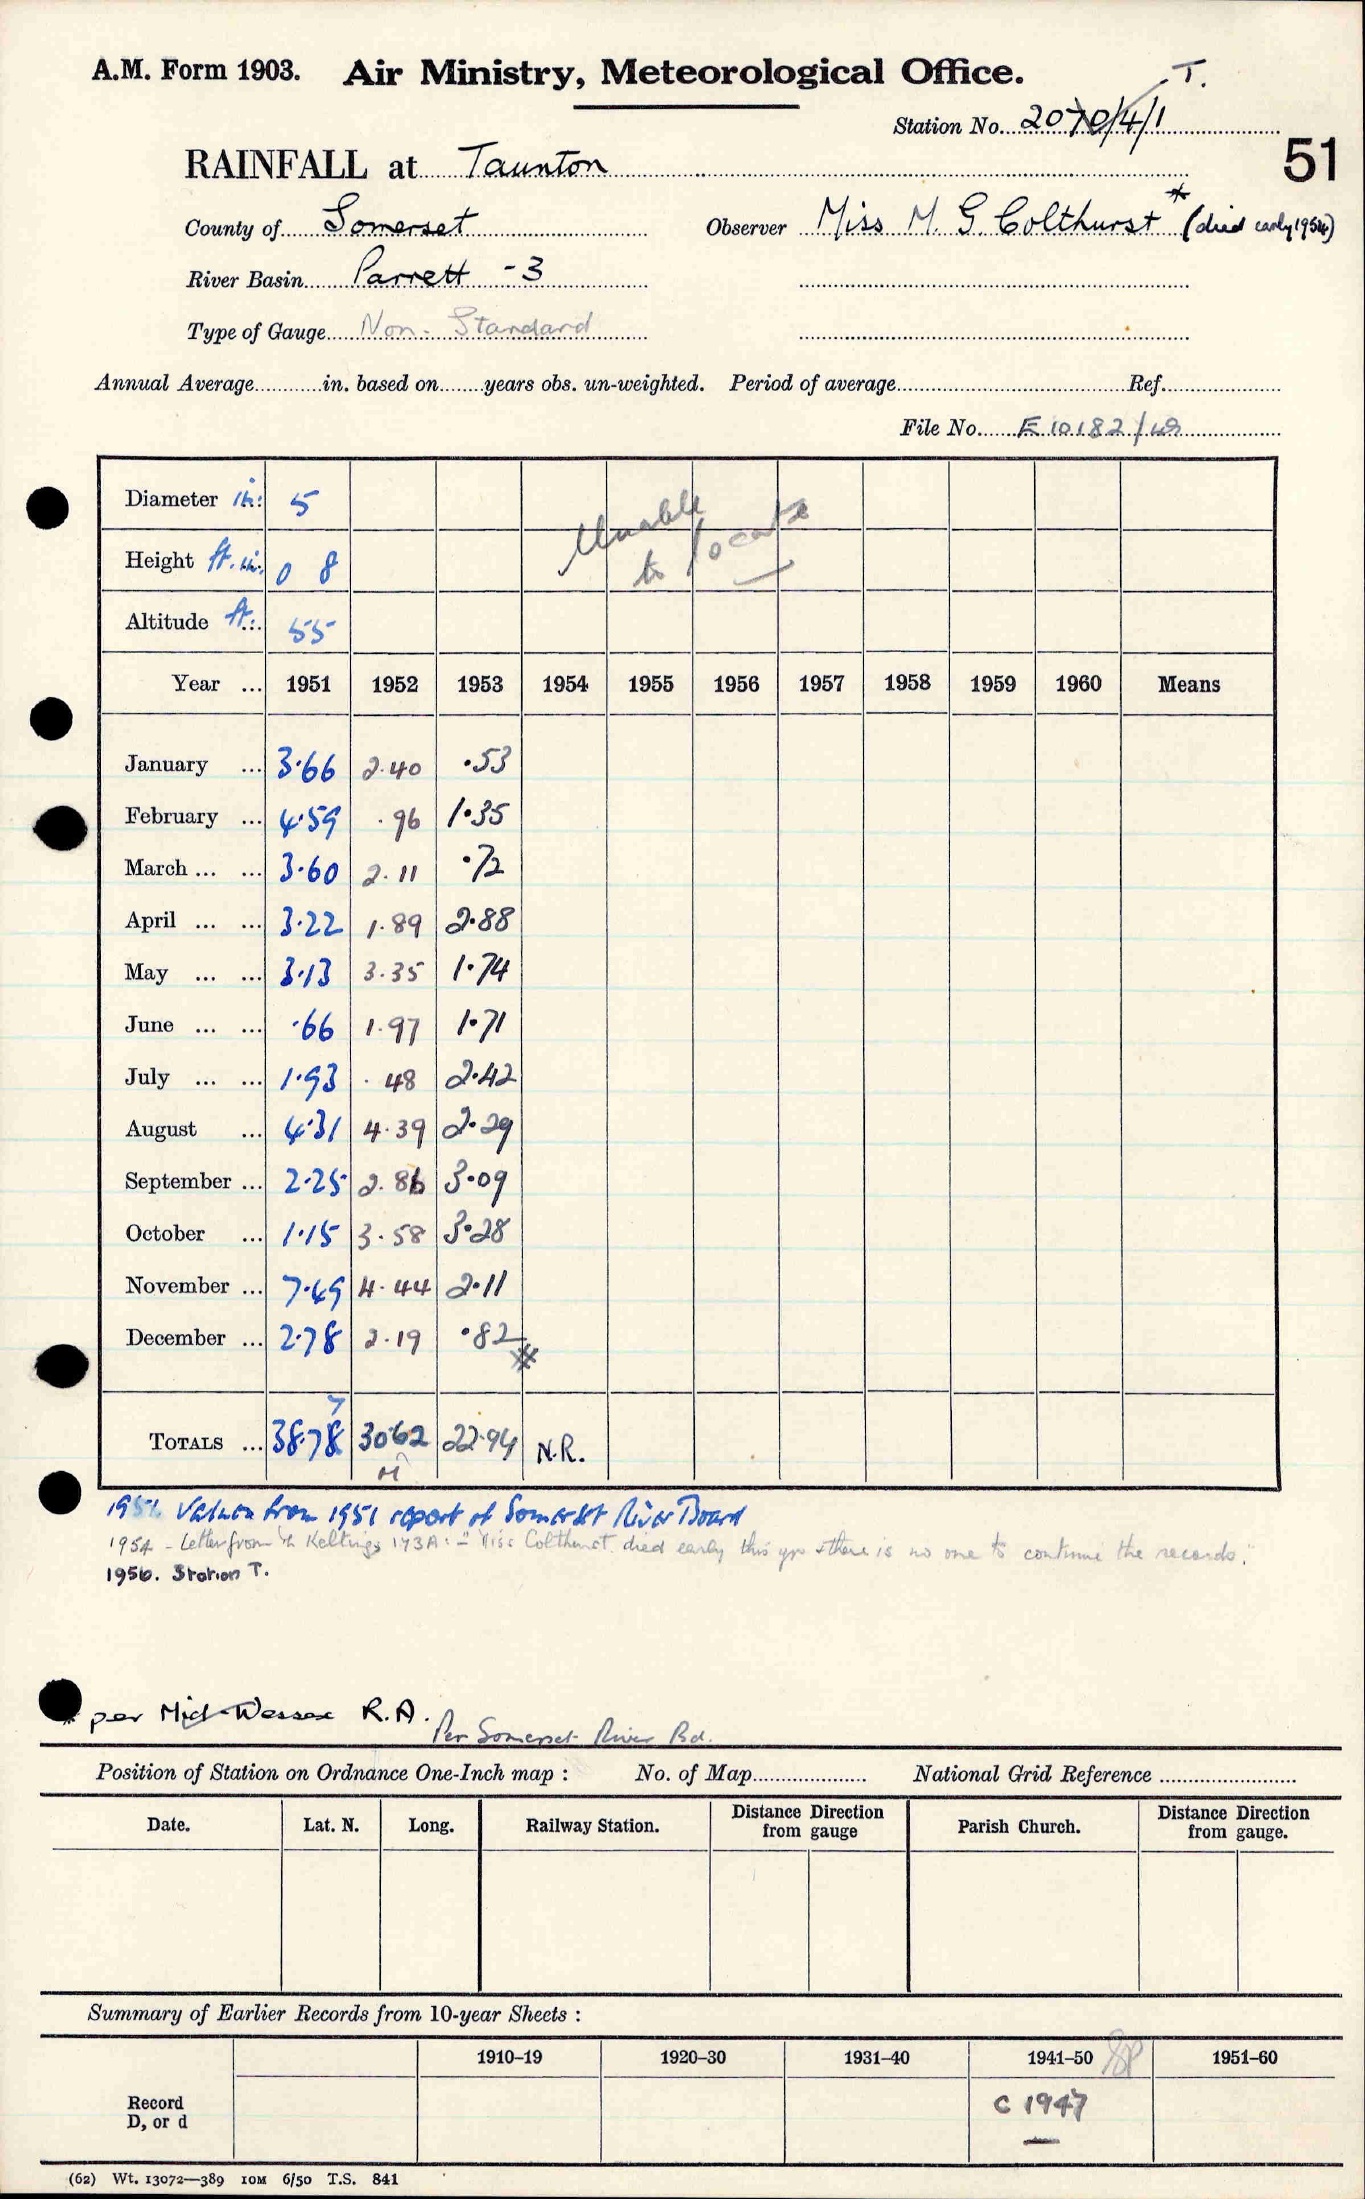 A.M. Form 1903. Air Ministry, Meteorological Office. T.
Station No. 2070/4/1
51
RAINFALL at Taunton
County of Somerset Observer Miss M. G. Colthurst * (died early 1954)
River Basin Parrett - 3
Type of Gauge Non-Standard
Annual Average in. based on years obs. un-weighted. Period of average Ref.
File No. E 10182/49
Diameter in: 5
Unable to locate
Height ft. in. 0 8
Altitude ft. 55
Year ... 1951 1952 1953 1954 1955 1956 1957 1958 1959 1960 Means
January ... 3.66 2.40 .53
February ... 4.59 .96 1.35
March ... ... 3.60 2.11 .72
April ... ... 3.22 1.89 2.88
May ... ... 3.13 3.35 1.74
June ... ... .66 1.97 1.71
July ... ... 1.93 .48 2.42
August ... 4.31 4.39 2.29
September ... 2.25 2.86 3.09
October ... 1.15 3.58 3.28
November ... 7.49 4.44 2.11
December ... 2.78 2.19 .82
7
TOTALS ... 38.78 30.62 22.94 N.R.
M
1951 Values from 1951 report of Somerset River Board
1954 - Letter from Keltings 173A: - "Miss Colthurst died early this yr & there is no one to continue the records."
1956. Station T.
* per Mid-Wessex R.A. Per Somerset River Bd.
Position of Station on Ordnance One-Inch map : No. of Map National Grid Reference
Date. Lat. N. Long. Railway Station. Distance Direction from gauge Parish Church. Distance Direction from gauge.
Summary of Earlier Records from 10-year Sheets :
1910–19 1920–30 1931–40 1941–50 1951–60
Record D, or d C 1947
(62) Wt. 13072—389 10M 6/50 T.S. 841